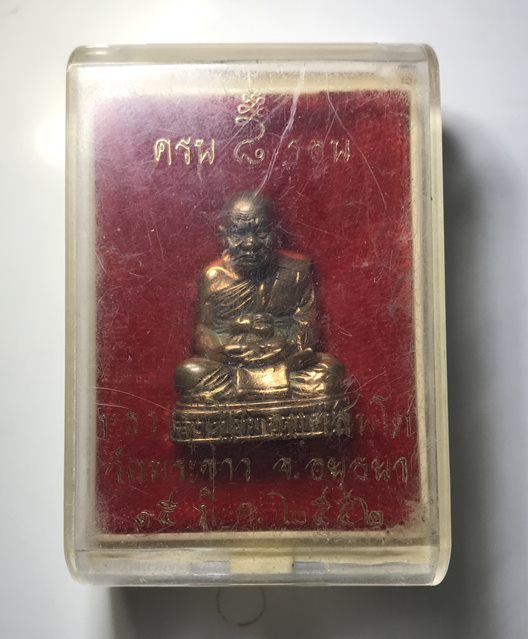 ครบ ๘ รอบ
วัดพระขาว จ.อยุธยา
๑๕ มี.ค. ๒๕๕๒